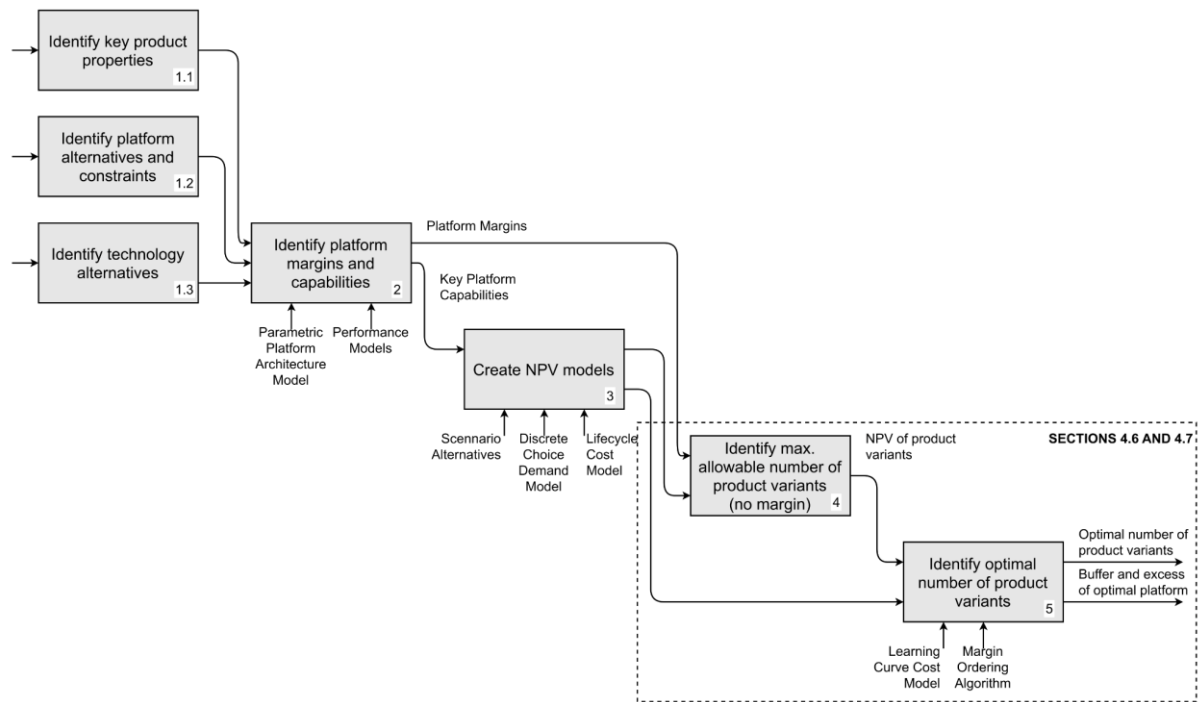 Identify key product
properties
1.1
Identify platform
alternatives and
constraints
1.2
Identify technology
alternatives
1.3
Identify platform
margins and
capabilities
2
Parametric
Platform
Architecture
Model
Performance
Models
Platform Margins
Key Platform
Capabilities
Create NPV models
3
Scennario
Alternatives
Discrete
Choice
Demand
Model
Lifecycle
Cost
Model
SECTIONS 4.6 AND 4.7
Identify max.
allowable number of
product variants
(no margin)
4
NPV of product
variants
Identify optimal
number of product
variants
5
Learning
Curve Cost
Model
Margin
Ordering
Algorithm
Optimal number of
product variants
Buffer and excess
of optimal platform